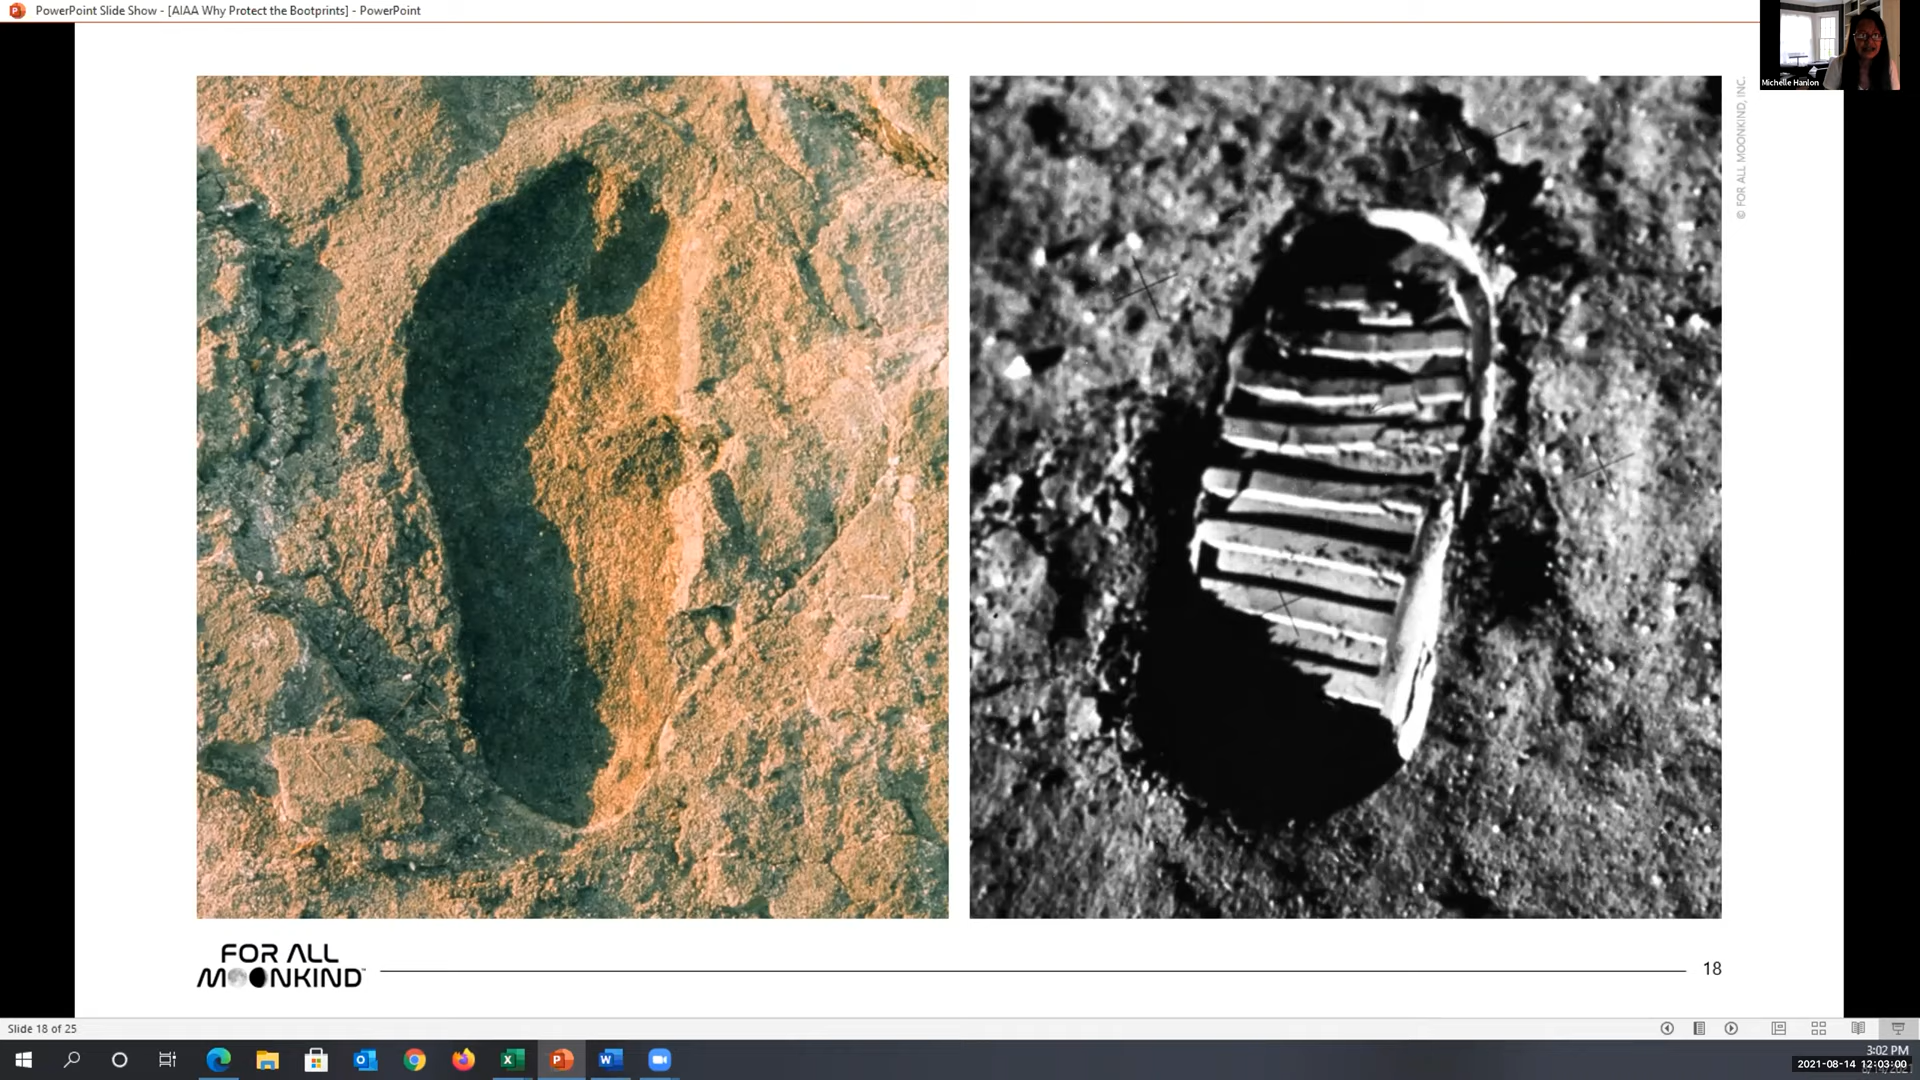 PowerPoint Slide Show - [AIAA Why Protect the Bootprints] - PowerPoint
Michelle Hanlon
© FOR ALL MOONKIND, INC.
FOR ALL
MOONKIND
18
Slide 18 of 25
3:02 PM
2021-08-14 12:03:00